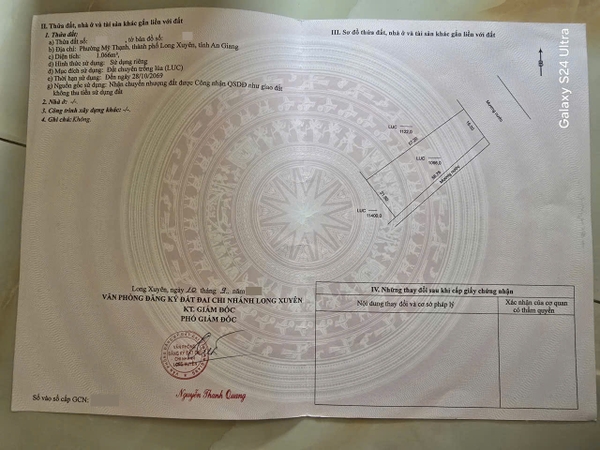 II. Thửa đất, nhà ở và tài sản khác gắn liền với đất
1. Thửa đất:
a) Thửa đất số: , tờ bản đồ số:
b) Địa chỉ: Phường Mỹ Thạnh, thành phố Long Xuyên, tỉnh An Giang
c) Diện tích: 1.066m²,
d) Hình thức sử dụng: Sử dụng riêng
đ) Mục đích sử dụng: Đất chuyên trồng lúa (LUC)
e) Thời hạn sử dụng: Đến ngày 28/10/2069
g) Nguồn gốc sử dụng: Nhận chuyển nhượng đất được Công nhận QSDĐ như giao đất
không thu tiền sử dụng đất
2. Nhà ở: -/-.
3. Công trình xây dựng khác: -/-.
4. Ghi chú: Không.
Long Xuyên, ngày tháng năm
VĂN PHÒNG ĐĂNG KÝ ĐẤT ĐAI CHI NHÁNH LONG XUYÊN
KT. GIÁM ĐỐC
PHÓ GIÁM ĐỐC
Nguyễn Thanh Quang
Số vào sổ cấp GCN:
III. Sơ đồ thửa đất, nhà ở và tài sản khác gắn liền với đất
Mương nước
LUC
1132,0
LUC
LUC
11400,0
Mương nước
IV. Những thay đổi sau khi cấp giấy chứng nhận
Nội dung thay đổi và cơ sở pháp lý
Xác nhận của cơ quan
có thẩm quyền
Galaxy S24 Ultra